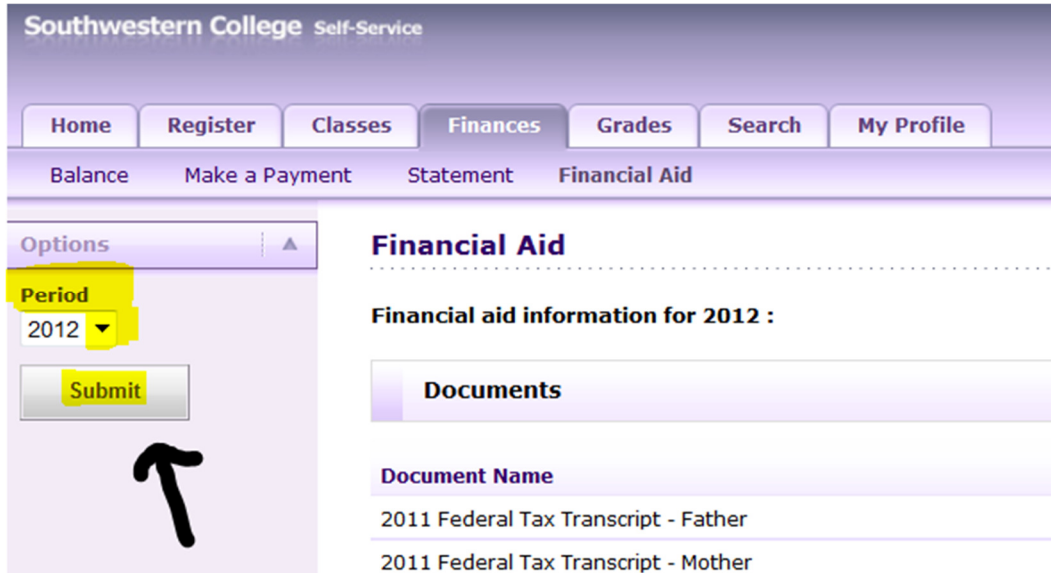 Southwestern College Self-Service
Home Register Classes Finances Grades Search My Profile
Balance Make a Payment Statement Financial Aid
Options
Period
2012
Submit
Financial Aid
Financial aid information for 2012 :
Documents
Document Name
2011 Federal Tax Transcript - Father
2011 Federal Tax Transcript - Mother